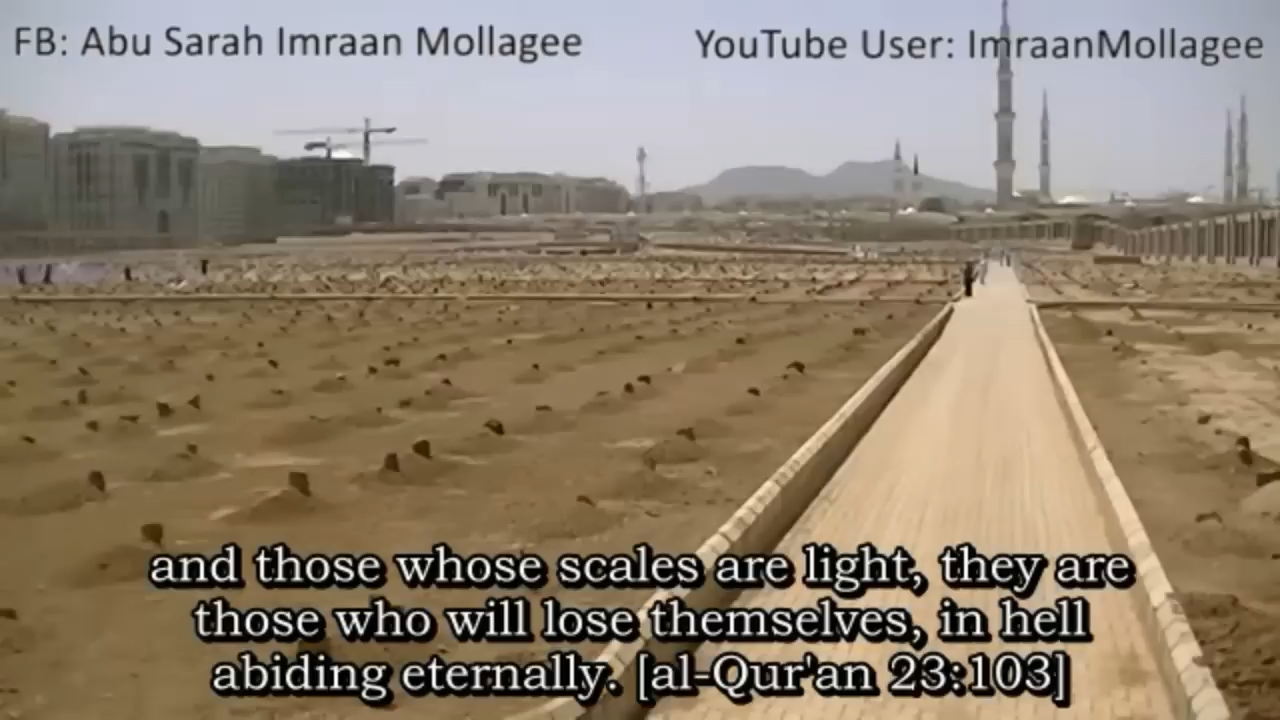 FB: Abu Sarah Imraan Mollagee
YouTube User: ImraanMollagee
and those whose scales are light, they are
those who will lose themselves, in hell
abiding eternally. [al-Qur'an 23:103]